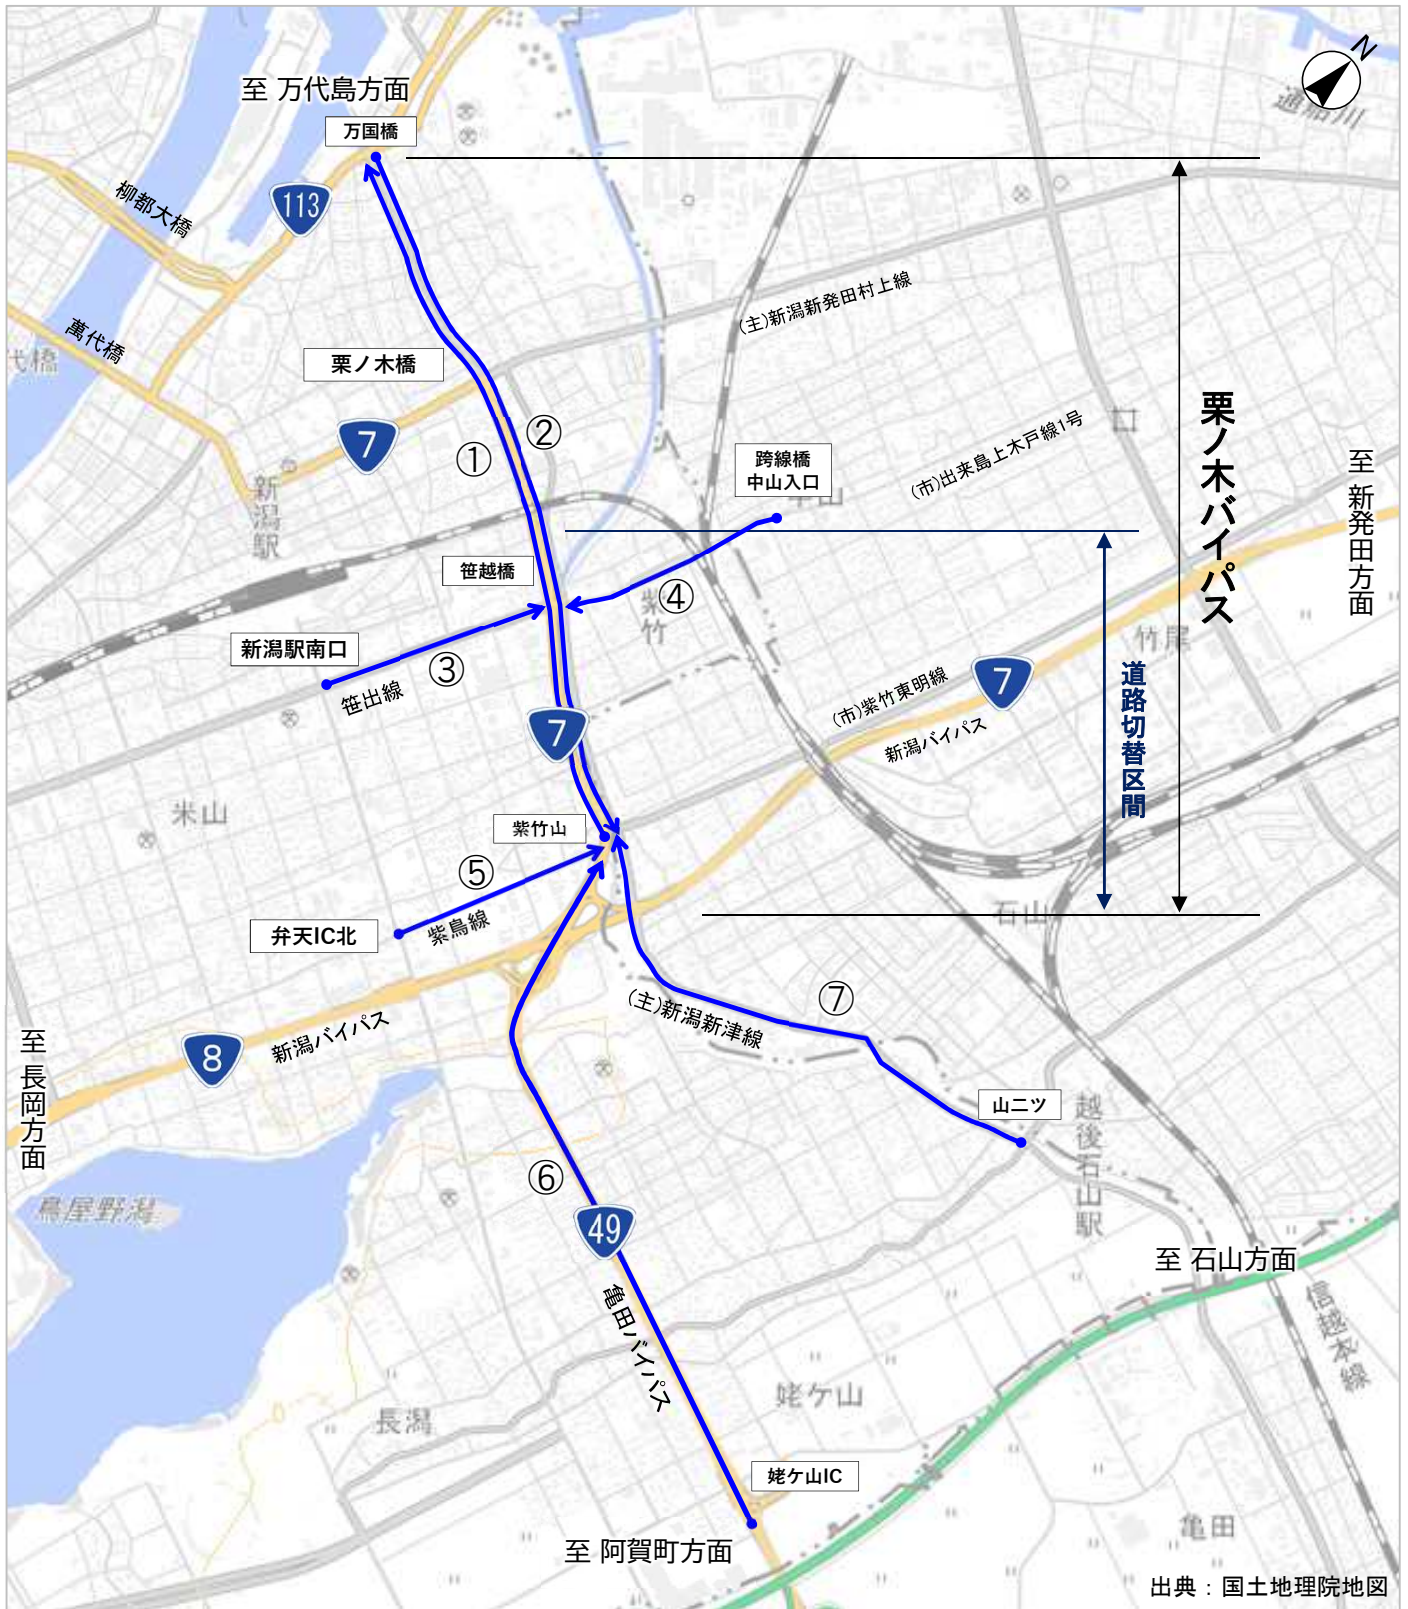 N
至 万代島方面
通船川
万国橋
113
柳都大橋
(主)新潟新発田村上線
萬代橋
代橋
栗ノ木橋
栗ノ木バイパス
7
②
①
(市)出来島上木戸線1号
跨線橋
中山入口
至 新発田方面
新潟駅
笹越橋
④
紫竹
竹尾
新潟駅南口
③
笹出線
7
道路切替区間
(市)紫竹東明線
7
新潟バイパス
米山
紫竹山
⑤
石山
弁天IC北
紫鳥線
⑦
(主)新潟新津線
至 長岡方面
8
新潟バイパス
山二ツ
越後石山駅
⑥
鳥屋野潟
49
至 石山方面
亀田バイパス
信越本線
姥ケ山
長潟
姥ケ山IC
亀田
至 阿賀町方面
出典：国土地理院地図